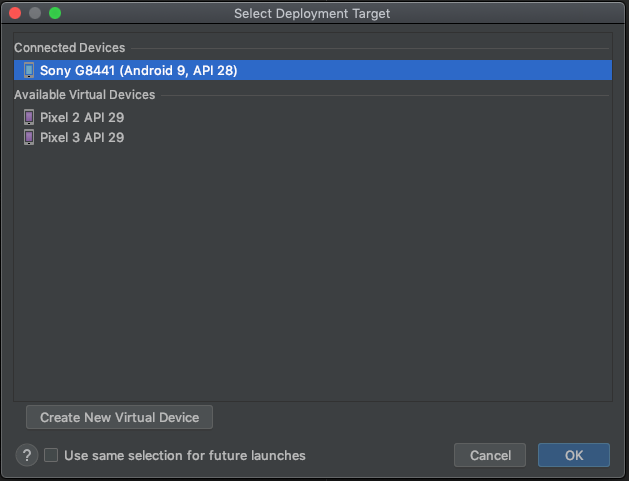 Select Deployment Target
Connected Devices
Sony G8441 (Android 9, API 28)
Available Virtual Devices
Pixel 2 API 29
Pixel 3 API 29
Create New Virtual Device
? Use same selection for future launches Cancel OK